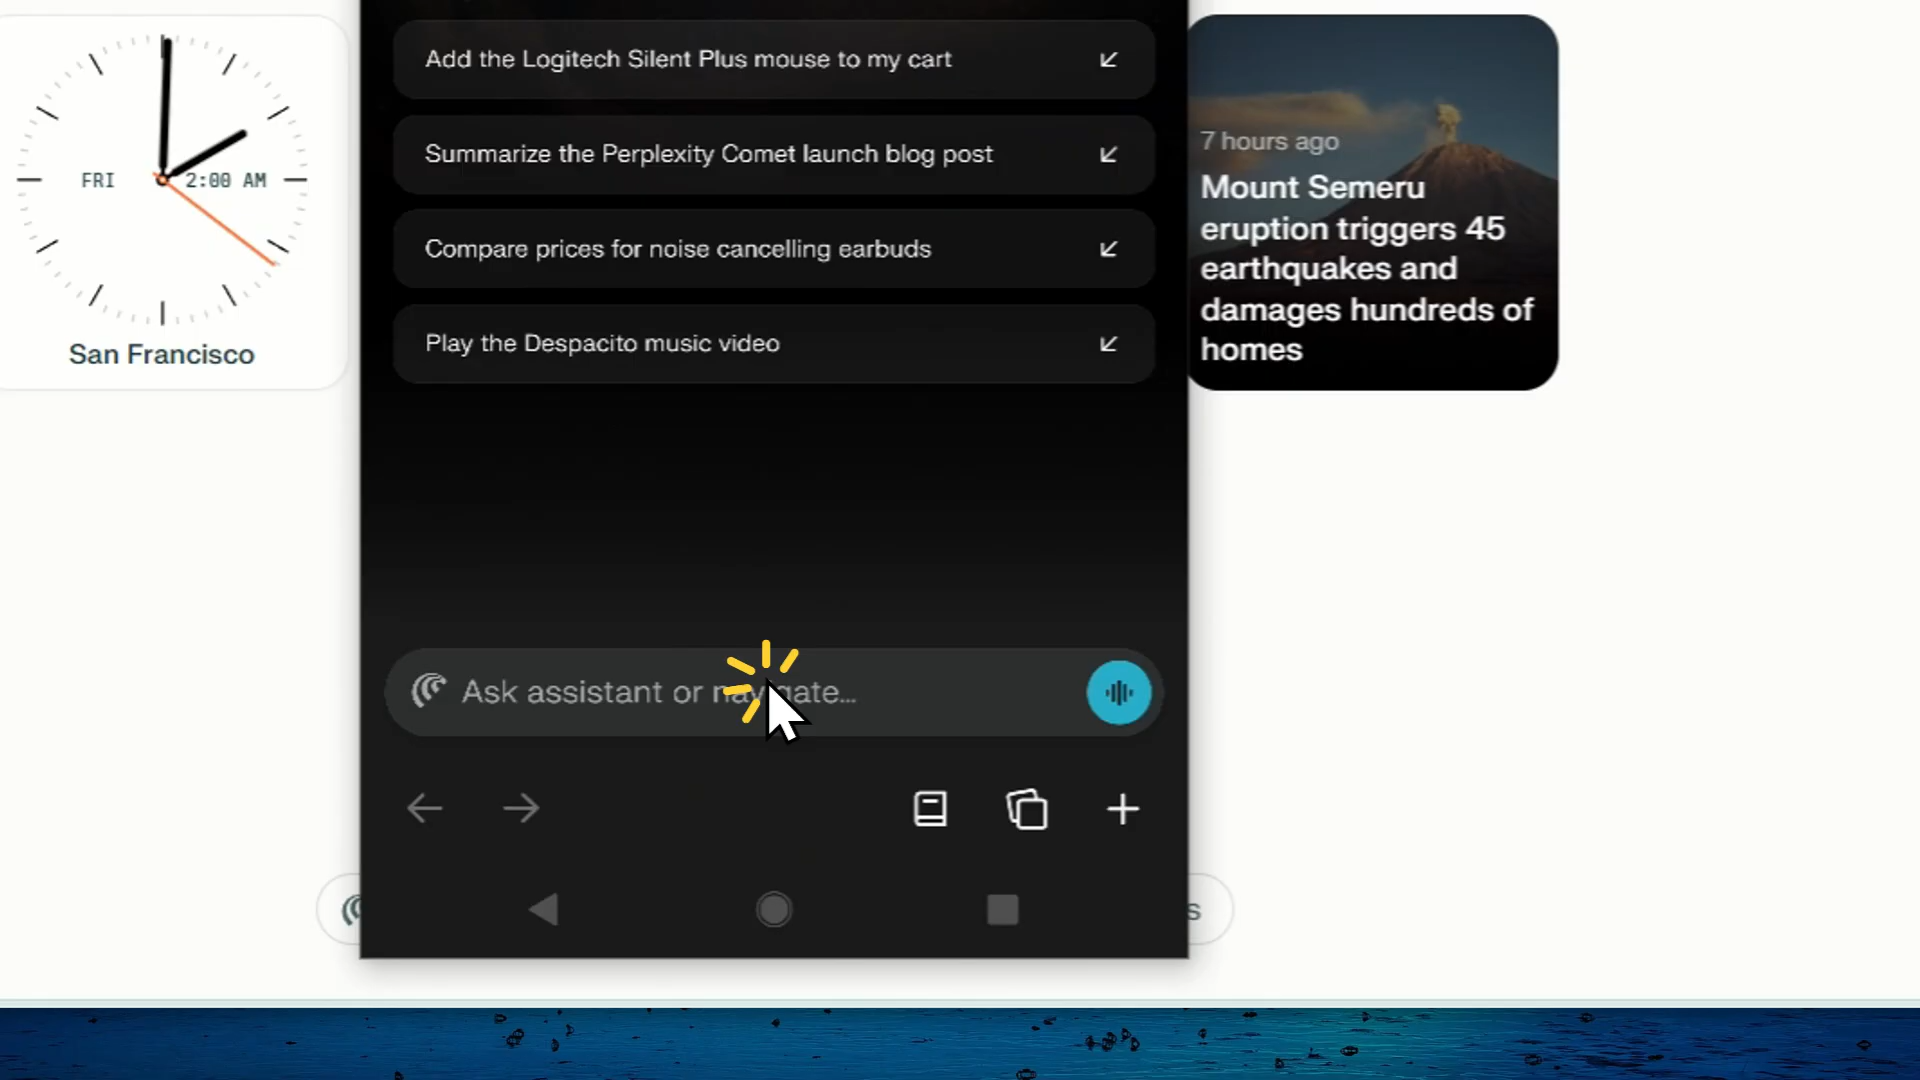 FRI
2:00 AM
San Francisco
Add the Logitech Silent Plus mouse to my cart
Summarize the Perplexity Comet launch blog post
Compare prices for noise cancelling earbuds
Play the Despacito music video
Ask assistant or navigate...
7 hours ago
Mount Semeru
eruption triggers 45
earthquakes and
damages hundreds of
homes
s